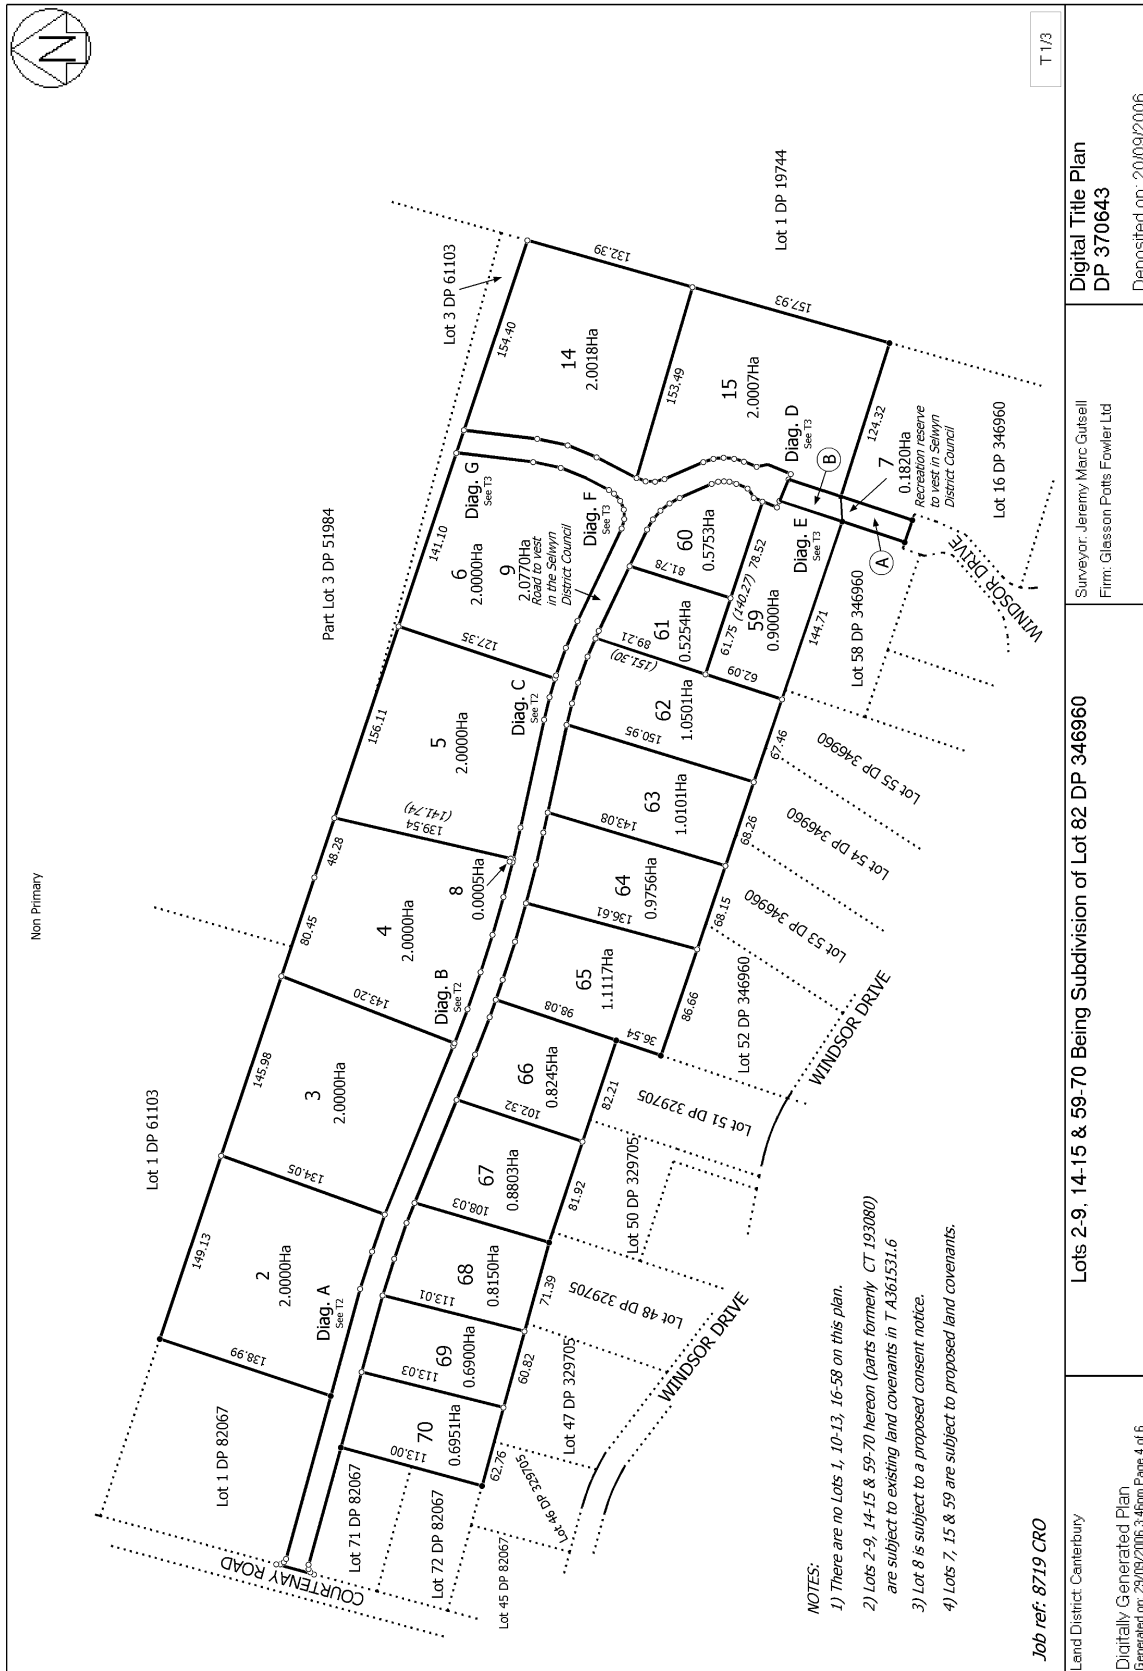 N
Non Primary
T 1/3
Lot 1 DP 61103
Part Lot 3 DP 51984
Lot 3 DP 61103
Lot 1 DP 19744
Lot 1 DP 82067
COURTENAY ROAD
Lot 71 DP 82067
Lot 72 DP 82067
Lot 45 DP 82067
Lot 46 DP 329705
Lot 47 DP 329705
Lot 48 DP 329705
Lot 50 DP 329705
Lot 51 DP 329705
Lot 52 DP 346960
Lot 53 DP 346960
Lot 54 DP 346960
Lot 55 DP 346960
Lot 58 DP 346960
Lot 16 DP 346960
WINDSOR DRIVE
WINDSOR DRIVE
WINDSOR DRIVE
149.13
145.98
80.45
48.28
156.11
141.10
154.40
132.39
157.93
138.99
134.05
143.20
139.54
(141.74)
127.35
153.49
124.32
2
2.0000Ha
3
2.0000Ha
4
2.0000Ha
5
2.0000Ha
6
2.0000Ha
14
2.0018Ha
15
2.0007Ha
8
0.0005Ha
9
2.0770Ha
Road to vest
in the Selwyn
District Council
7
0.1820Ha
Recreation reserve
to vest in Selwyn
District Council
A
B
Diag. A
See T2
Diag. B
See T2
Diag. C
See T2
Diag. D
See T3
Diag. E
See T3
Diag. F
See T3
Diag. G
See T3
70
0.6951Ha
69
0.6900Ha
68
0.8150Ha
67
0.8803Ha
66
0.8245Ha
65
1.1117Ha
64
0.9756Ha
63
1.0101Ha
62
1.0501Ha
61
0.5254Ha
60
0.5753Ha
59
0.9000Ha
113.00
113.03
113.01
108.03
102.32
98.08
36.54
136.61
143.08
150.95
(151.30)
89.21
62.09
81.78
61.75 (140.27) 78.52
62.76
60.82
71.39
81.92
82.21
86.66
68.15
68.26
67.46
144.71
NOTES:
1) There are no Lots 1, 10-13, 16-58 on this plan.
2) Lots 2-9, 14-15 & 59-70 hereon (parts formerly CT 193080)
are subject to existing land covenants in T A361531.6
3) Lot 8 is subject to a proposed consent notice.
4) Lots 7, 15 & 59 are subject to proposed land covenants.
Job ref: 8719 CRO
Land District: Canterbury
Digitally Generated Plan
Generated on: 29/09/2006 3:46pm Page 4 of 6
Lots 2-9, 14-15 & 59-70 Being Subdivision of Lot 82 DP 346960
Surveyor: Jeremy Marc Gutsell
Firm: Glasson Potts Fowler Ltd
Digital Title Plan
DP 370643
Deposited on: 20/09/2006